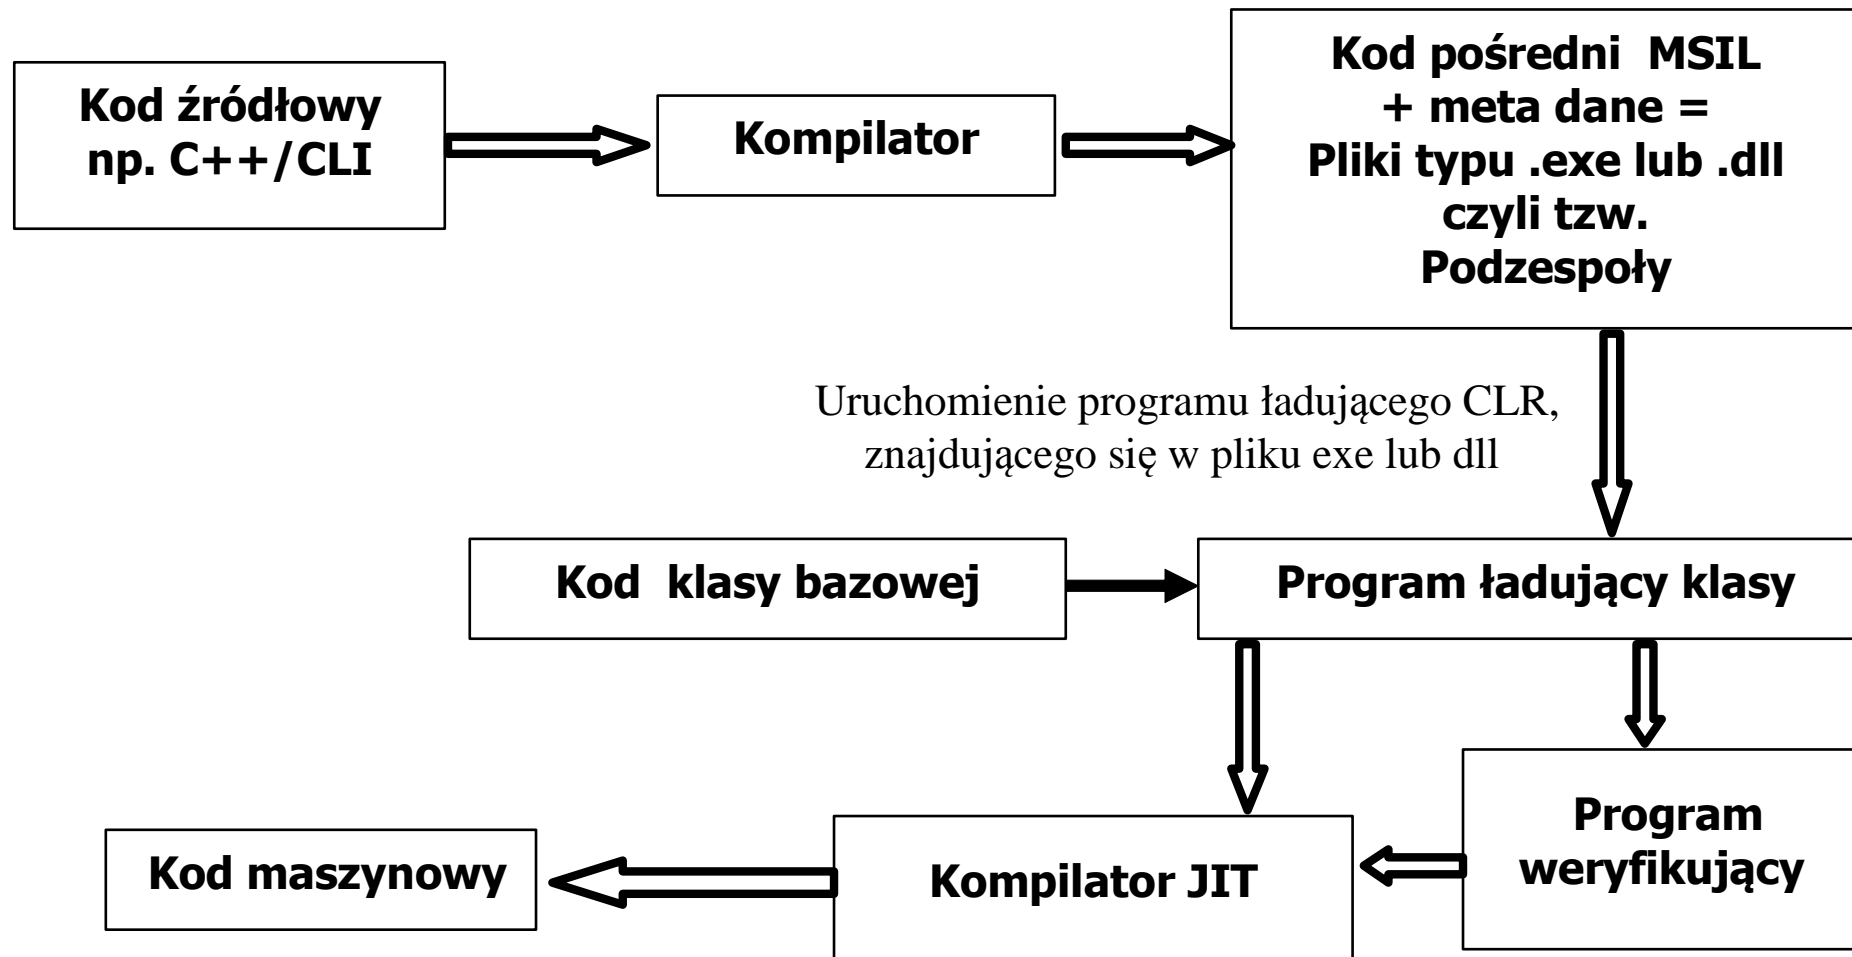 Kod źródłowy
np. C++/CLI
Kompilator
Kod pośredni MSIL
+ meta dane =
Pliki typu .exe lub .dll
czyli tzw.
Podzespoły
Uruchomienie programu ładującego CLR,
znajdującego się w pliku exe lub dll
Kod klasy bazowej
Program ładujący klasy
Kod maszynowy
Kompilator JIT
Program
weryfikujący